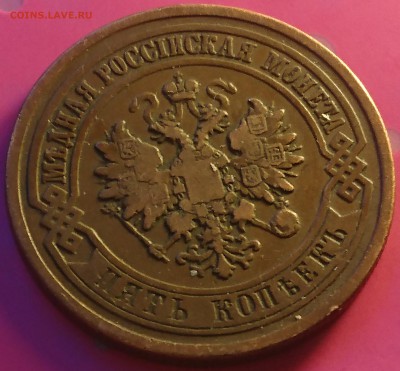 COINS.LAVE.RU
МѢДНАЯ РОССІЙСКАЯ МОНЕТА
ПЯТЬ КОПѢЕКЪ